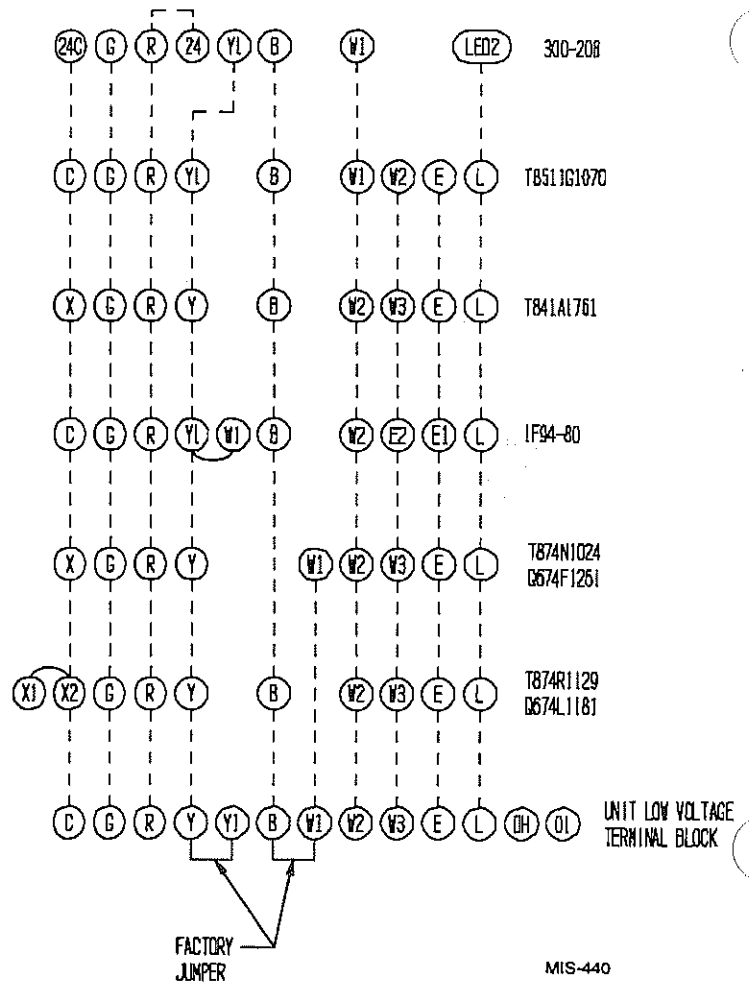 24C G R 24 Y1 B W1 LED2 300-208
C G R Y1 B W1 W2 E L T8511G1070
X G R Y B W2 W3 E L T841A1761
C G R Y1 W1 B W2 E2 E1 L 1F94-80
X G R Y W1 W2 W3 E L T874N1024
Q674F1261
X1 X2 G R Y B W2 W3 E L T874R1129
Q674L1181
C G R Y Y1 B W1 W2 W3 E L OH O1 UNIT LOW VOLTAGE
TERMINAL BLOCK
FACTORY
JUMPER
MIS-440